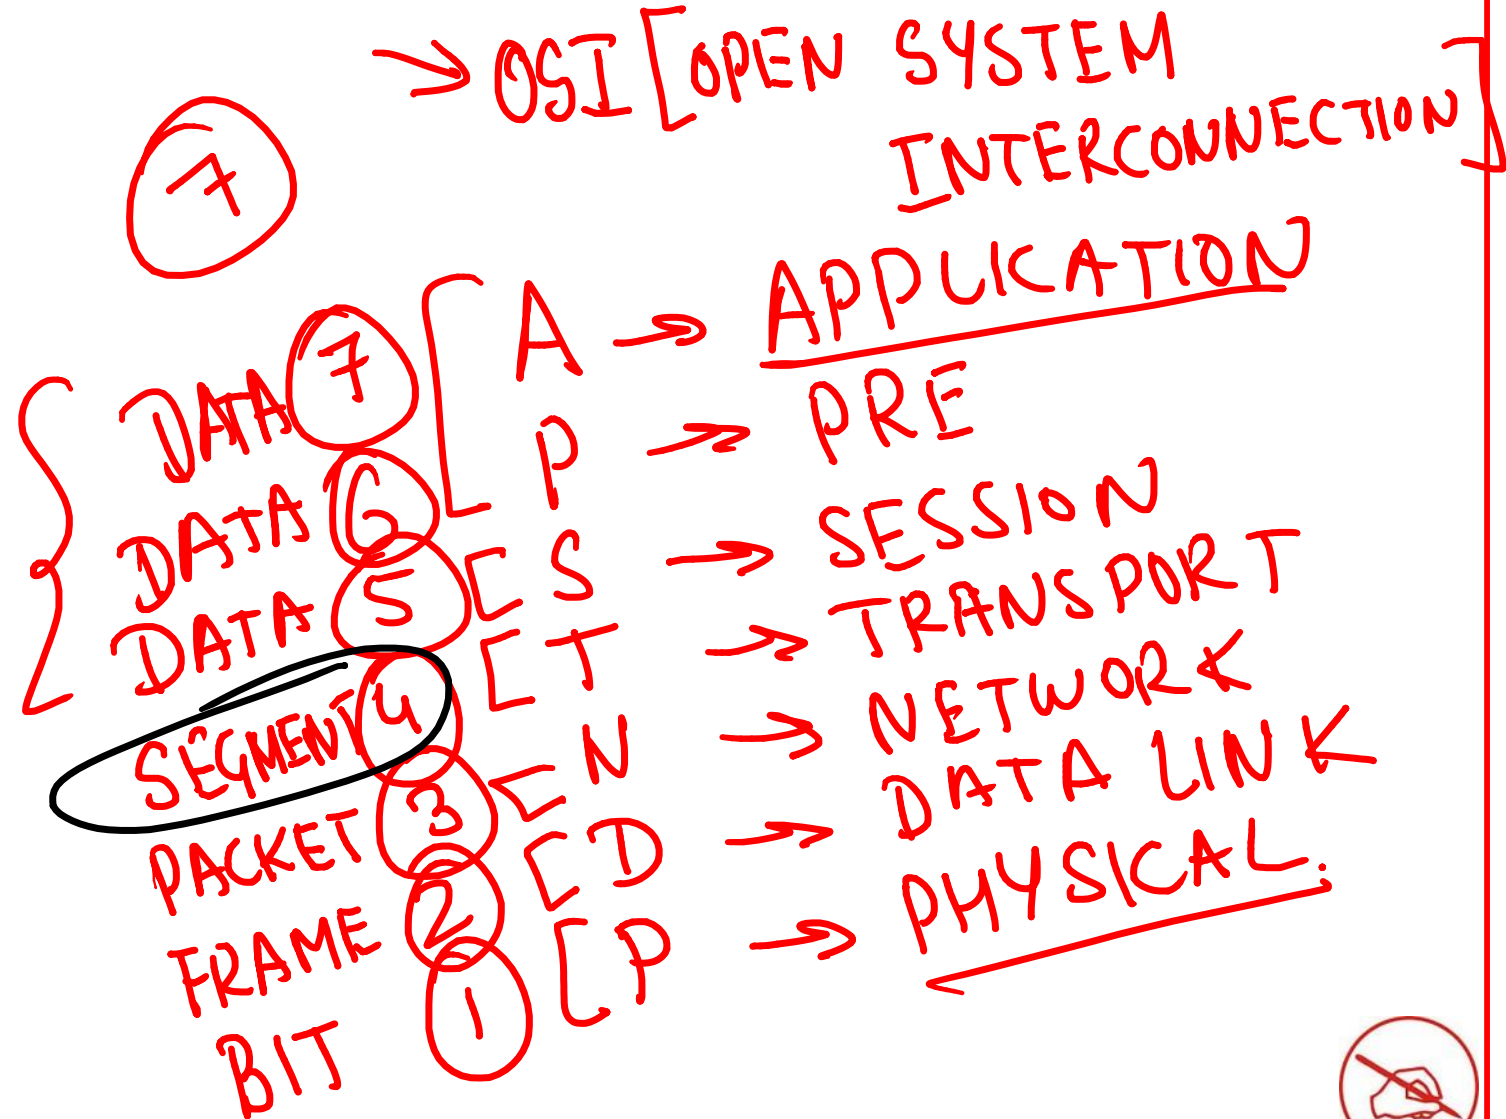 → OSI [OPEN SYSTEM
INTERCONNECTION]
7
DATA 7 [ A → APPLICATION
DATA 6 P → PRE
DATA 5 [ S → SESSION
SEGMENT 4 [ T → TRANSPORT
PACKET 3 [ N → NETWORK
FRAME 2 [ D → DATA LINK
BIT 1 [ P → PHYSICAL.